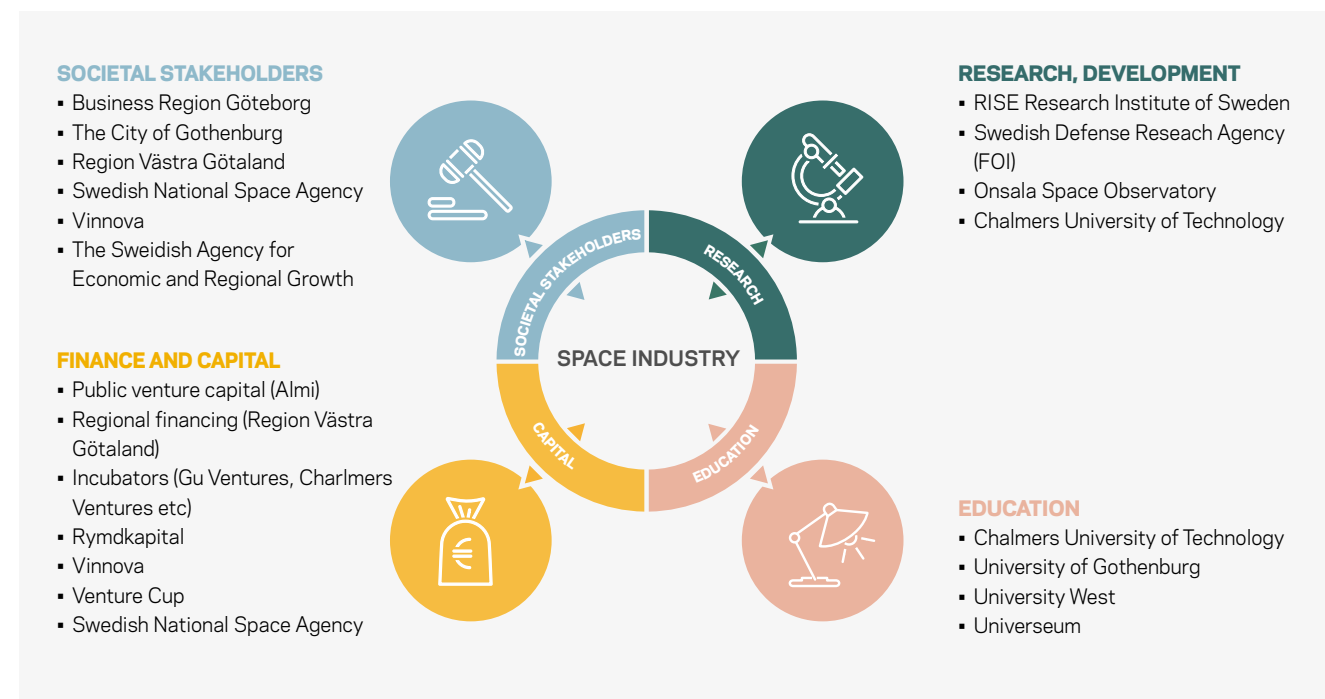 SOCIETAL STAKEHOLDERS
▪ Business Region Göteborg
▪ The City of Gothenburg
▪ Region Västra Götaland
▪ Swedish National Space Agency
▪ Vinnova
▪ The Sweidish Agency for
Economic and Regional Growth
FINANCE AND CAPITAL
▪ Public venture capital (Almi)
▪ Regional financing (Region Västra
Götaland)
▪ Incubators (Gu Ventures, Charlmers
Ventures etc)
▪ Rymdkapital
▪ Vinnova
▪ Venture Cup
▪ Swedish National Space Agency
SOCIETAL STAKEHOLDERS
RESEARCH
SPACE INDUSTRY
CAPITAL
EDUCATION
RESEARCH, DEVELOPMENT
▪ RISE Research Institute of Sweden
▪ Swedish Defense Reseach Agency
(FOI)
▪ Onsala Space Observatory
▪ Chalmers University of Technology
EDUCATION
▪ Chalmers University of Technology
▪ University of Gothenburg
▪ University West
▪ Universeum